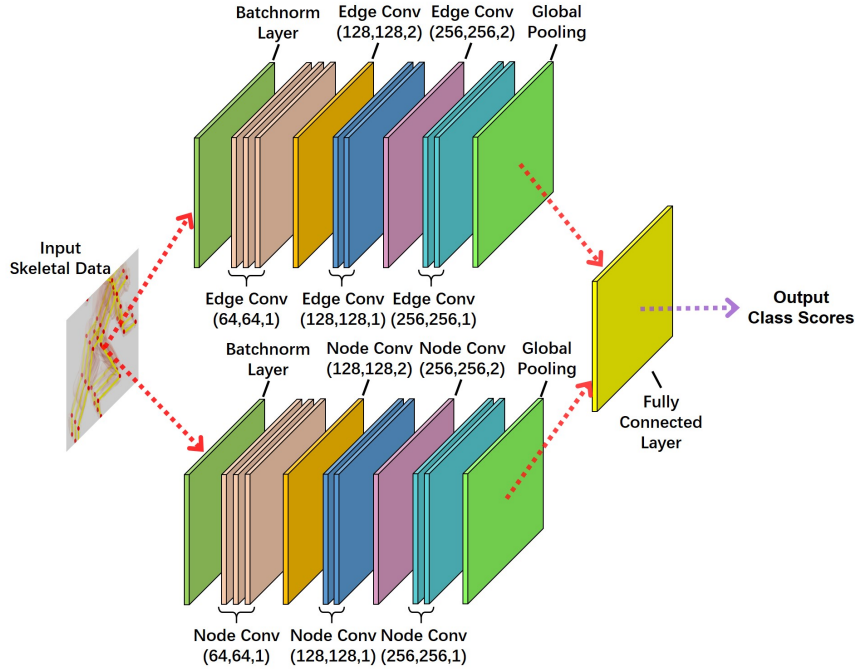 Batchnorm
Layer
Edge Conv
(128,128,2)
Edge Conv
(256,256,2)
Global
Pooling
Input
Skeletal Data
Edge Conv
(64,64,1)
Edge Conv
(128,128,1)
Edge Conv
(256,256,1)
Output
Class Scores
Batchnorm
Layer
Node Conv
(128,128,2)
Node Conv
(256,256,2)
Global
Pooling
Fully
Connected
Layer
Node Conv
(64,64,1)
Node Conv
(128,128,1)
Node Conv
(256,256,1)